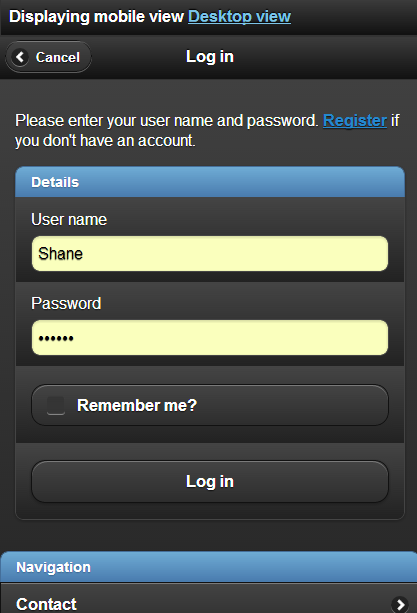 Displaying mobile view Desktop view
Cancel
Log in
Please enter your user name and password. Register if
you don't have an account.
Details
User name
Shane
Password
••••••
Remember me?
Log in
Navigation
Contact